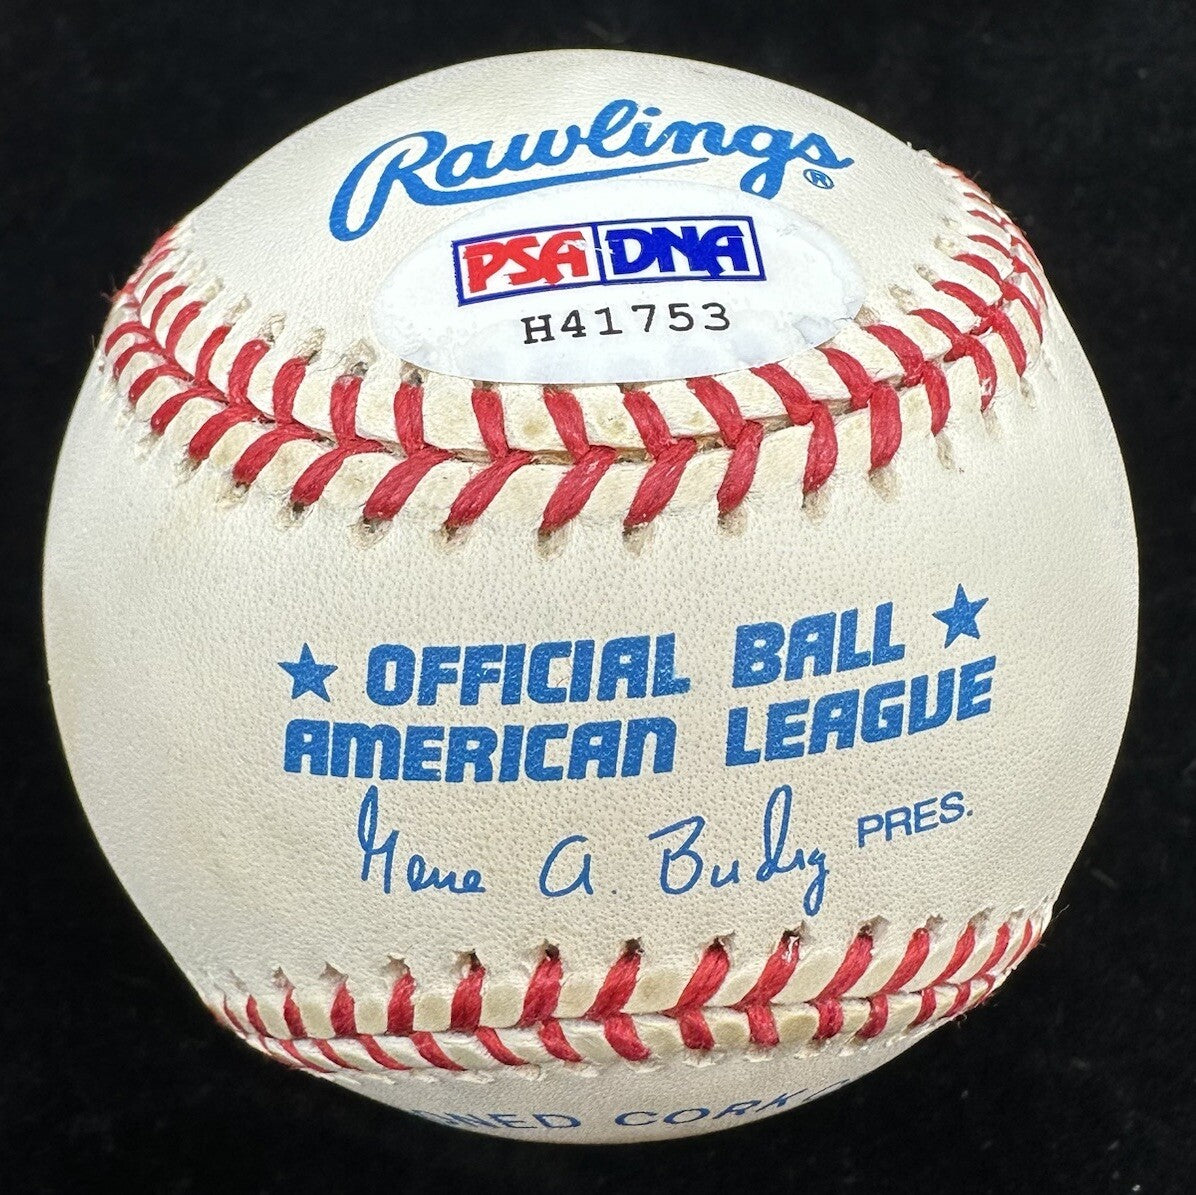 Rawlings®
PSA DNA
H41753
★ OFFICIAL BALL ★
AMERICAN LEAGUE
Gene A. Budig PRES.